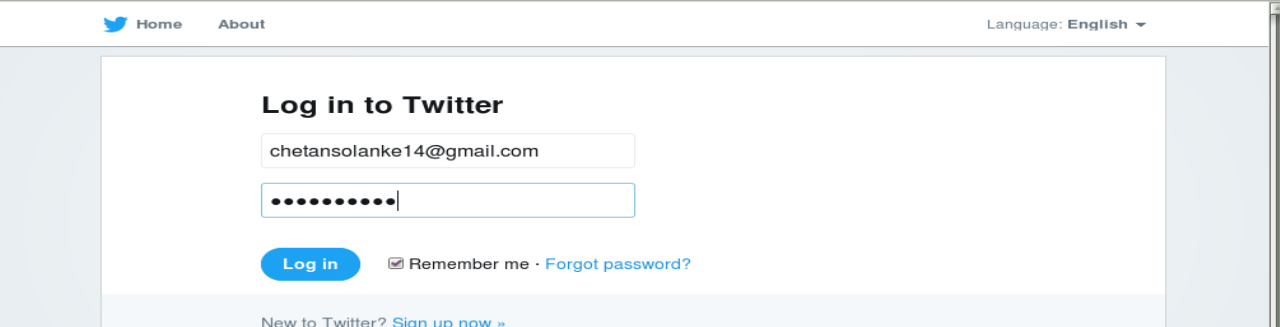 Home About Language: English
Log in to Twitter
chetansolanke14@gmail.com
••••••••••
Log in Remember me · Forgot password?
New to Twitter? Sign up now »